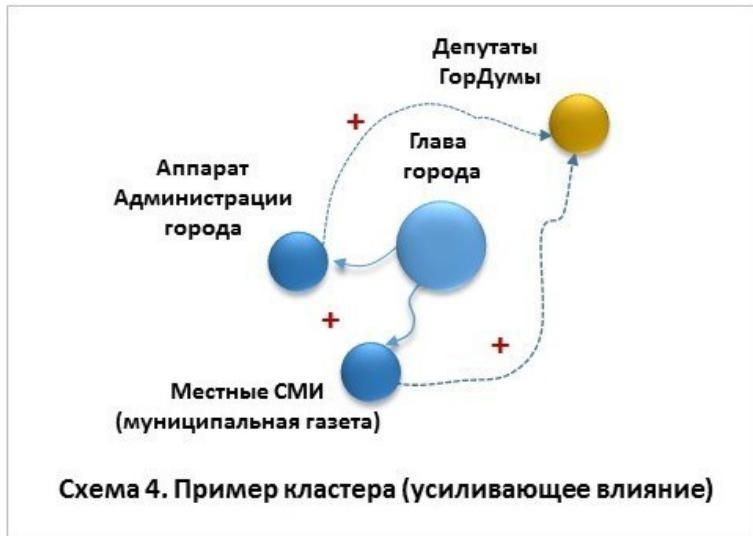 Депутаты
ГорДумы
+
Глава
города
Аппарат
Администрации
города
+
+
Местные СМИ
(муниципальная газета)
Схема 4. Пример кластера (усиливающее влияние)